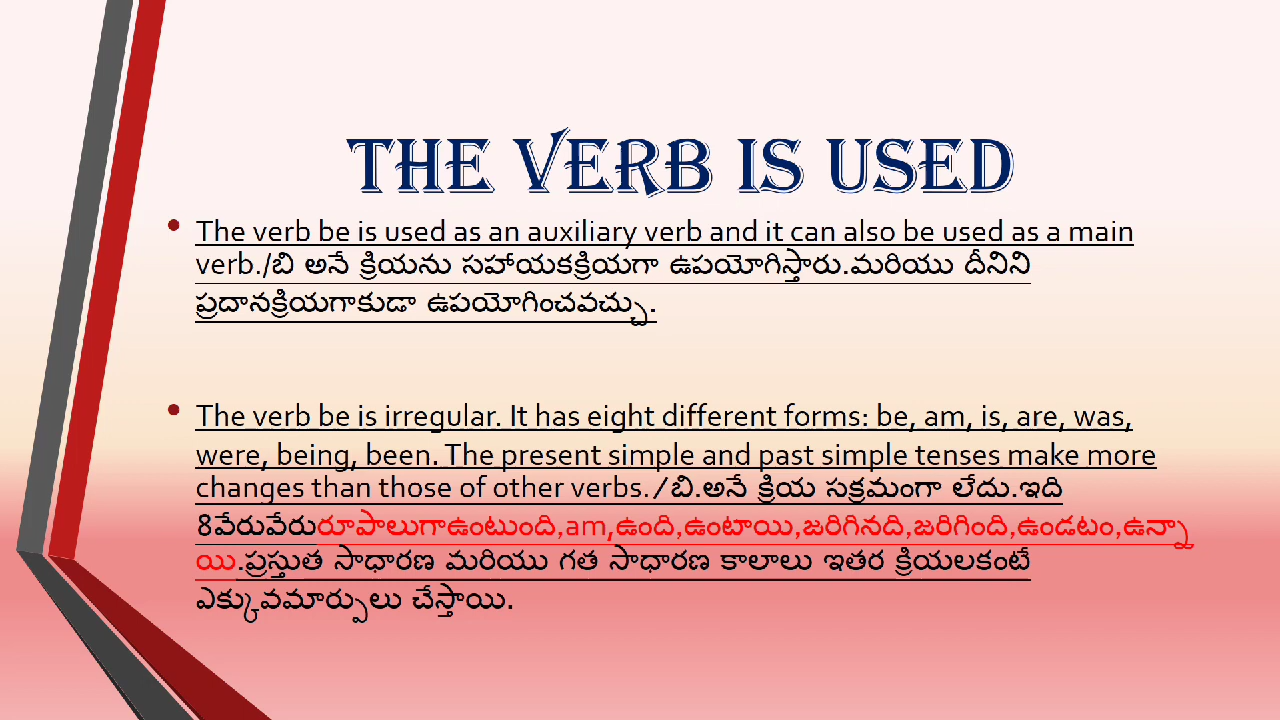 THE VERB IS USED
• The verb be is used as an auxiliary verb and it can also be used as a main
verb./బి అనే క్రియను సహాయకక్రియగా ఉపయోగిస్తారు.మరియు దీనిని
ప్రదానక్రియగాకుడా ఉపయోగించవచ్చు.
• The verb be is irregular. It has eight different forms: be, am, is, are, was,
were, being, been. The present simple and past simple tenses make more
changes than those of other verbs./బి.అనే క్రియ సక్రమంగా లేదు.ఇది
8వేరువేరురూపాలుగాఉంటుంది,am,ఉంది,ఉంటాయి,జరిగినది,జరిగింది,ఉండటం,ఉన్నా
యి.ప్రస్తుత సాధారణ మరియు గత సాధారణ కాలాలు ఇతర క్రియలకంటే
ఎక్కువమార్పులు చేస్తాయి.